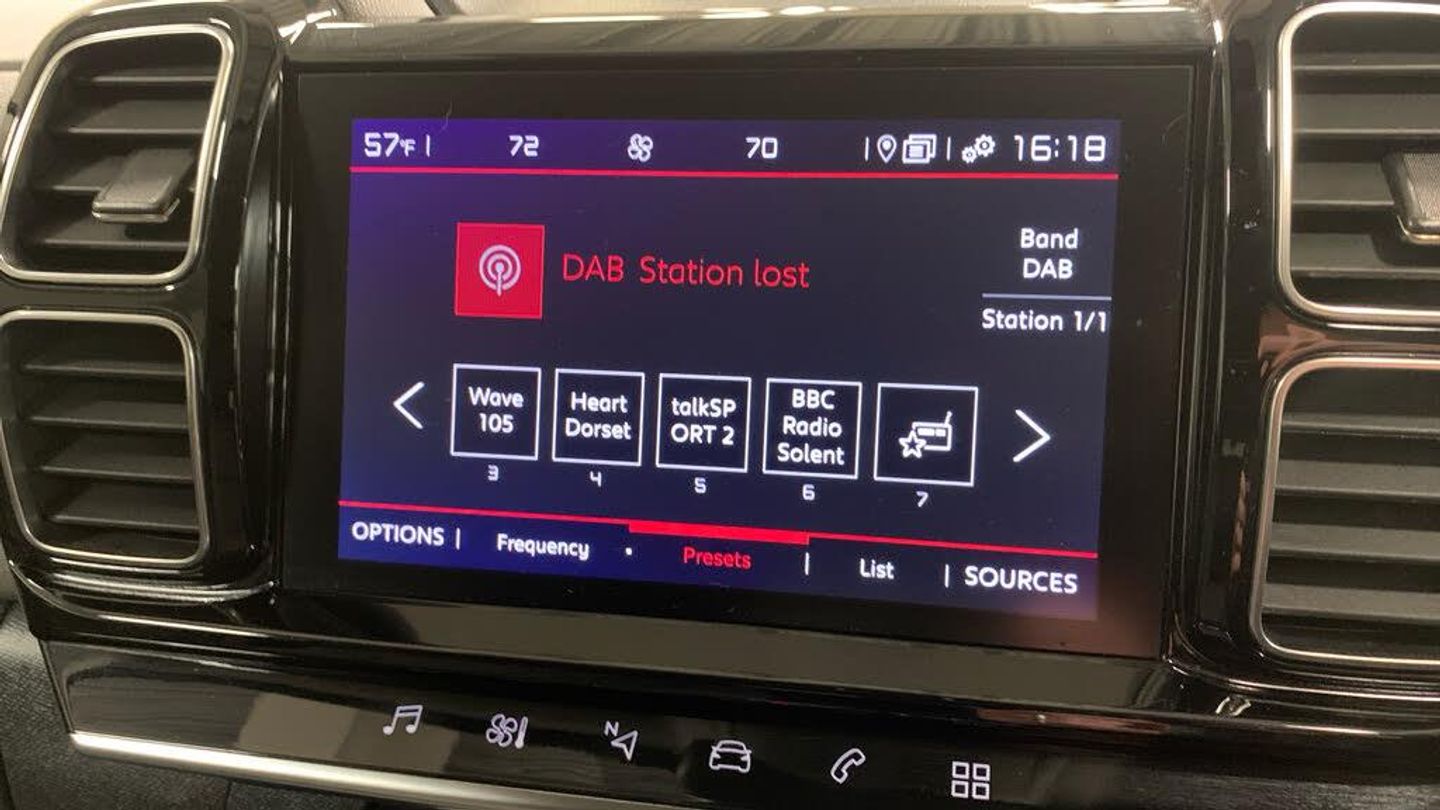 57°F | 72 70 | | 16:18
DAB Station lost
Band
DAB
Station 1/1
Wave
105
Heart
Dorset
talkSP
ORT 2
BBC
Radio
Solent
3 4 5 6 7
OPTIONS | Frequency • Presets | List | SOURCES
N